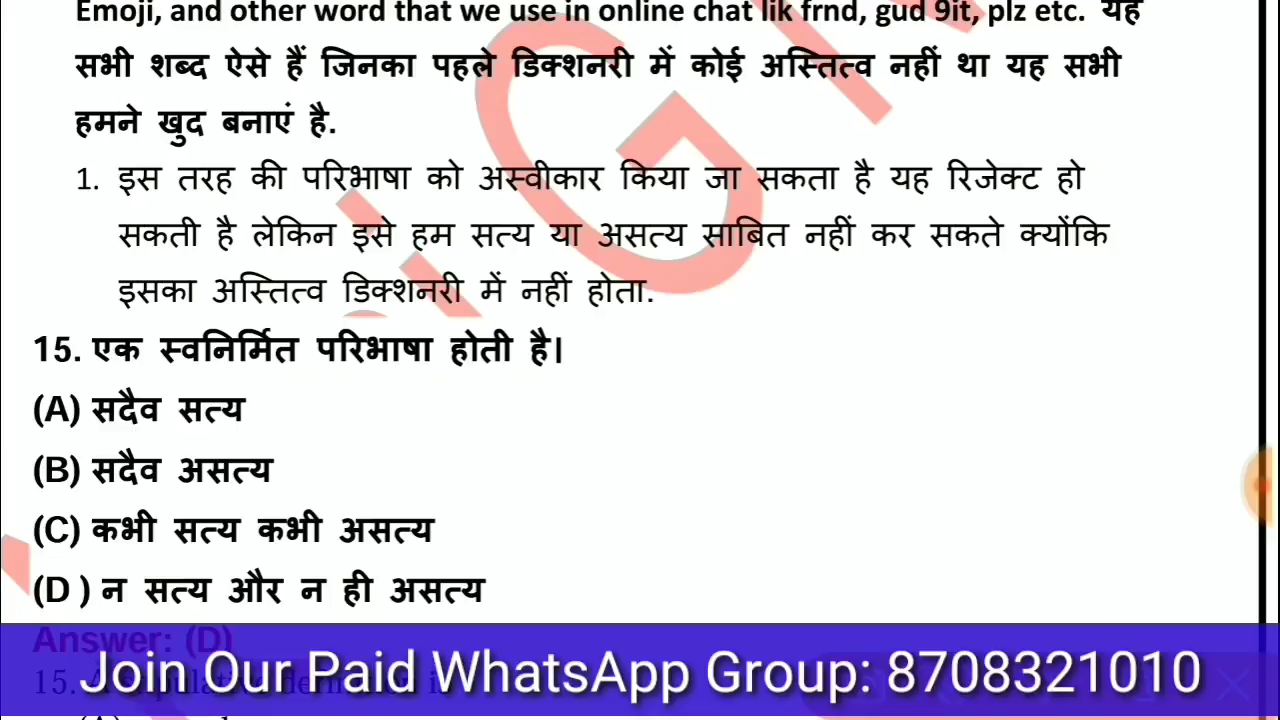 Emoji, and other word that we use in online chat lik frnd, gud 9it, plz etc. यह
सभी शब्द ऐसे हैं जिनका पहले डिक्शनरी में कोई अस्तित्व नहीं था यह सभी
हमने खुद बनाएं है.
1. इस तरह की परिभाषा को अस्वीकार किया जा सकता है यह रिजेक्ट हो
सकती है लेकिन इसे हम सत्य या असत्य साबित नहीं कर सकते क्योंकि
इसका अस्तित्व डिक्शनरी में नहीं होता.
15. एक स्वनिर्मित परिभाषा होती है।
(A) सदैव सत्य
(B) सदैव असत्य
(C) कभी सत्य कभी असत्य
(D ) न सत्य और न ही असत्य
Answer: (D)
Join Our Paid WhatsApp Group: 8708321010
15.